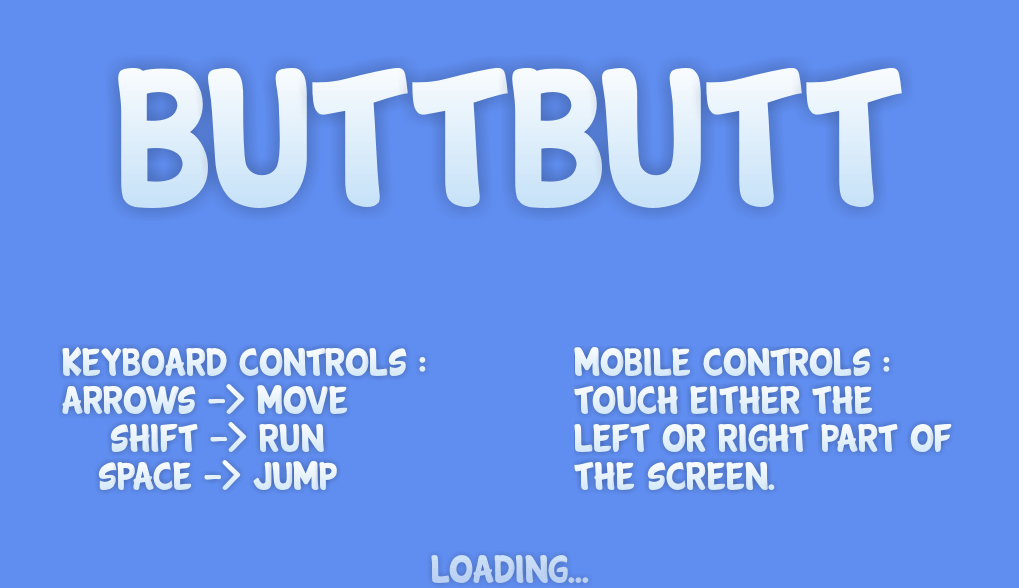 BUTTBUTT
KEYBOARD CONTROLS :
ARROWS -> MOVE
SHIFT -> RUN
SPACE -> JUMP
MOBILE CONTROLS :
TOUCH EITHER THE
LEFT OR RIGHT PART OF
THE SCREEN.
LOADING...